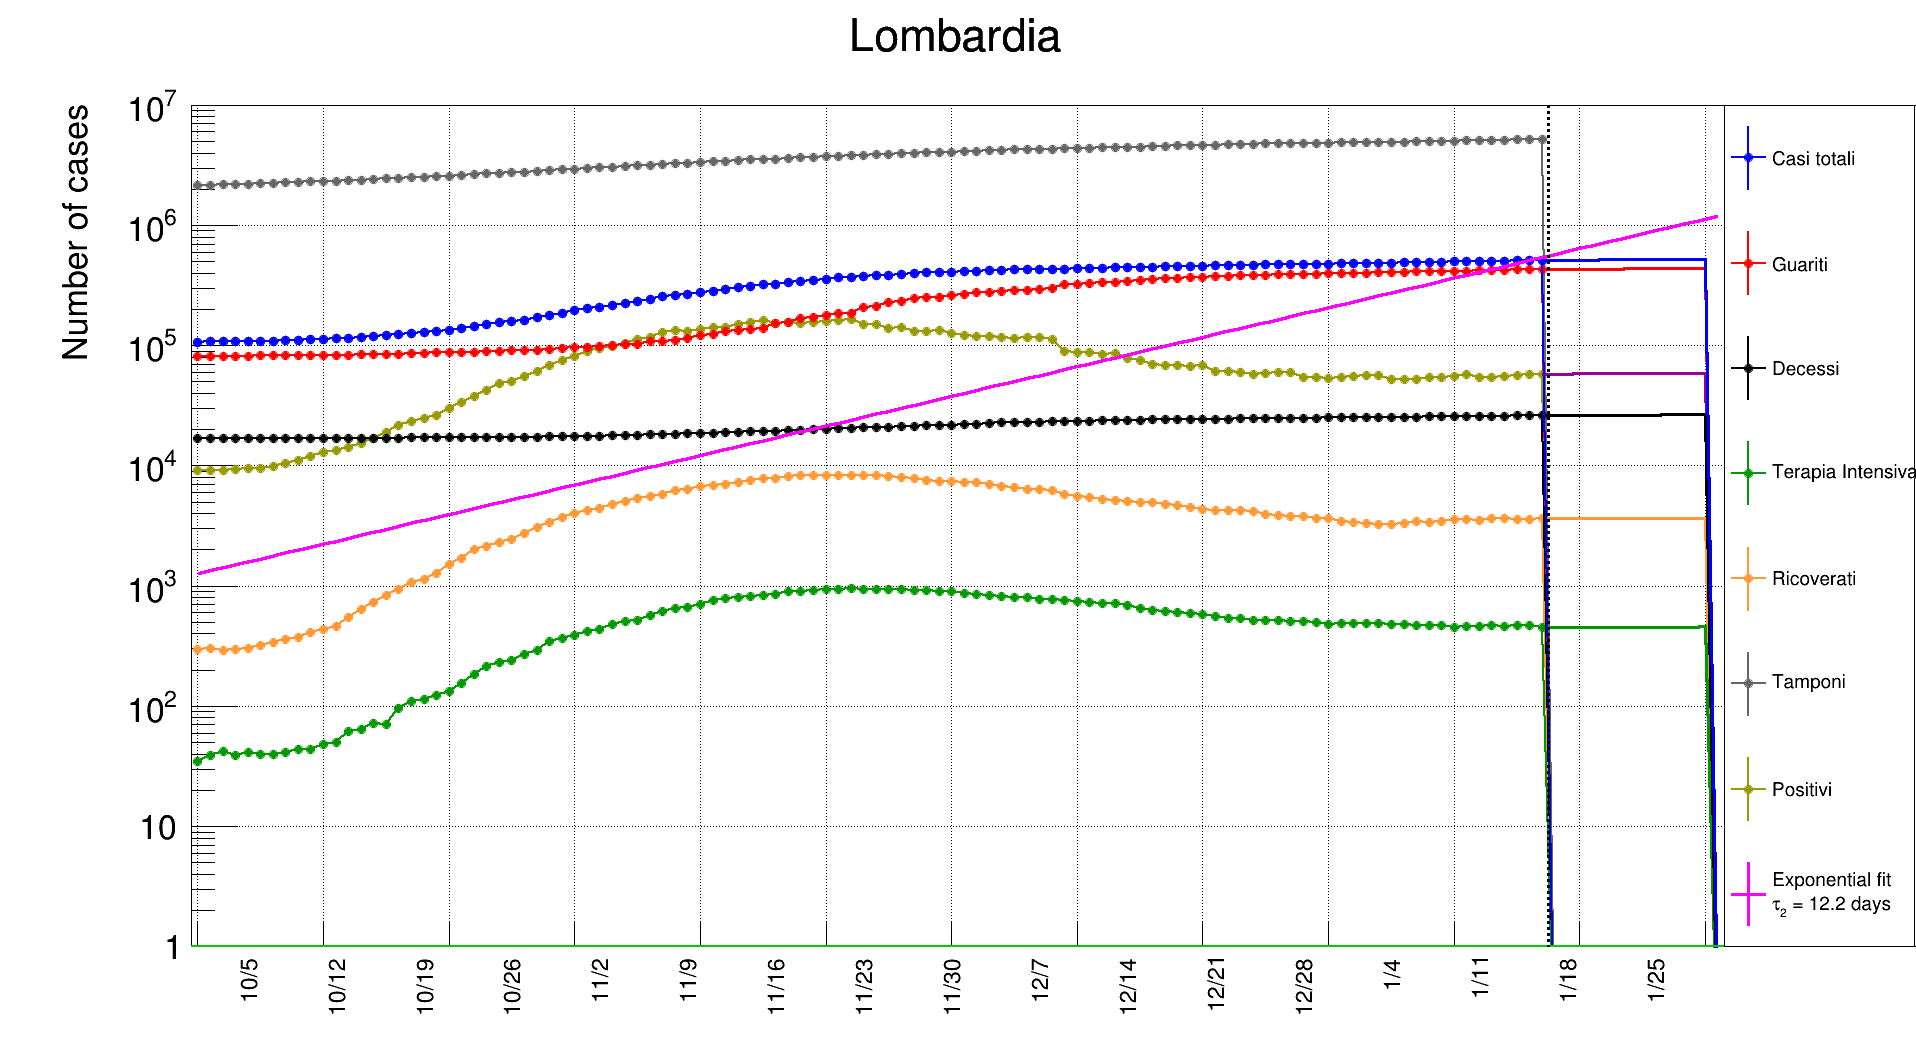 Lombardia
Number of cases
10^7
10^6
10^5
10^4
10^3
10^2
10
1
10/5
10/12
10/19
10/26
11/2
11/9
11/16
11/23
11/30
12/7
12/14
12/21
12/28
1/4
1/11
1/18
1/25
Casi totali
Guariti
Decessi
Terapia Intensiva
Ricoverati
Tamponi
Positivi
Exponential fit
τ₂ = 12.2 days